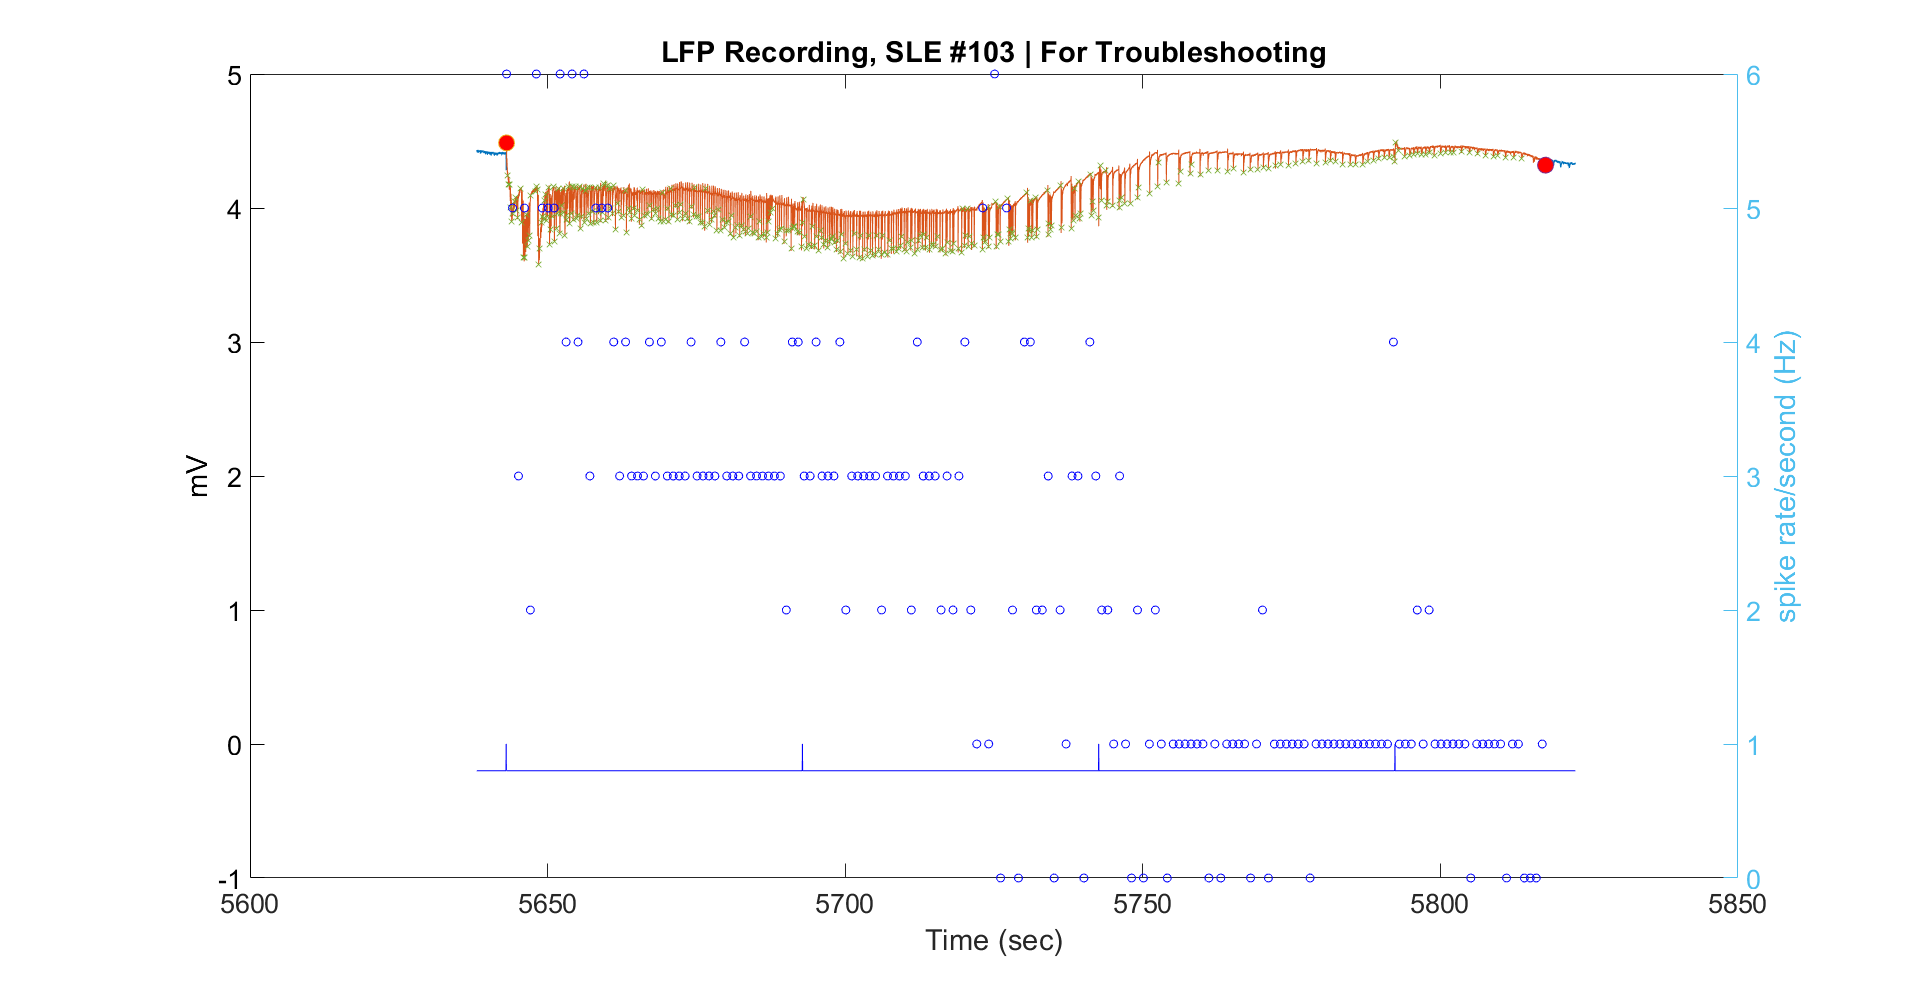 LFP Recording, SLE #103 | For Troubleshooting
5
4
3
2
1
0
-1
mV
6
5
4
3
2
1
0
spike rate/second (Hz)
5600 5650 5700 5750 5800 5850
Time (sec)